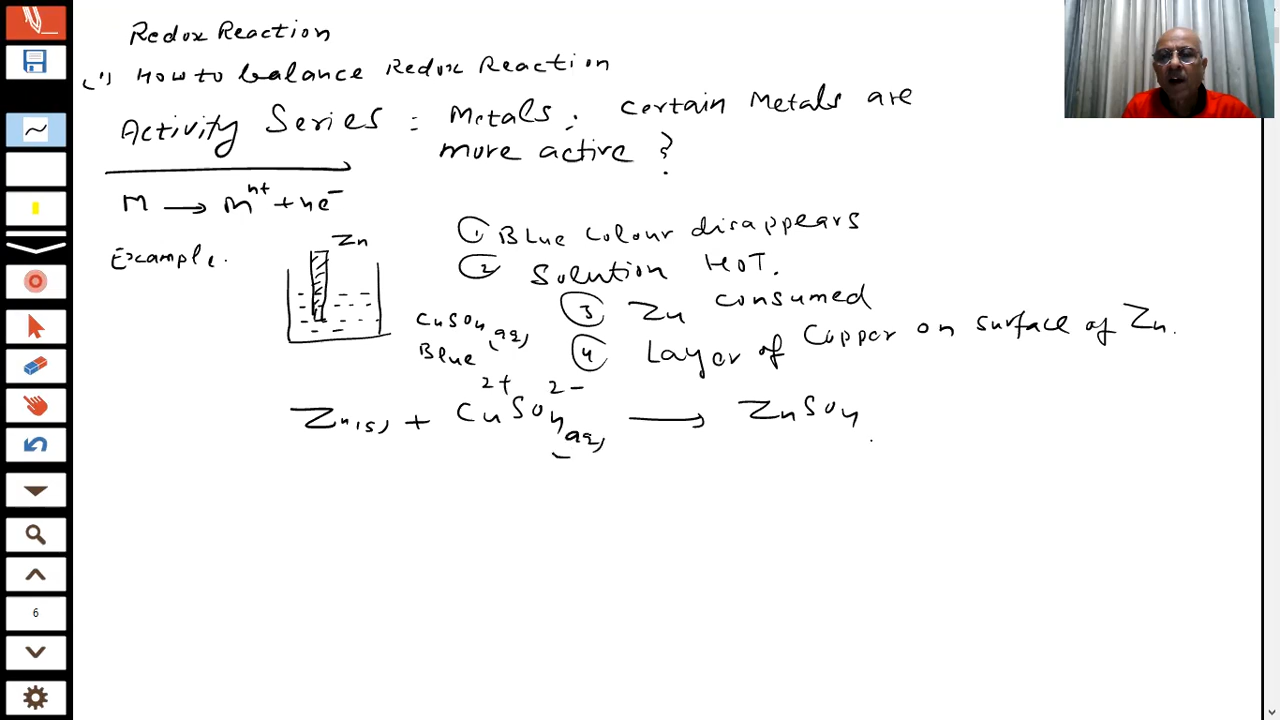 Redox Reaction
(1) How to balance Redox Reaction
Activity Series : Metals ; certain Metals are
more active ?
M → M^n+ + ne^-
Example.
Zn
① Blue colour disappears
② Solution HOT.
③ Zn consumed
④ Layer of Copper on surface of Zn.
CuSO4(aq)
Blue
2+ 2-
Zn(s) + CuSO4(aq) → ZnSO4
6